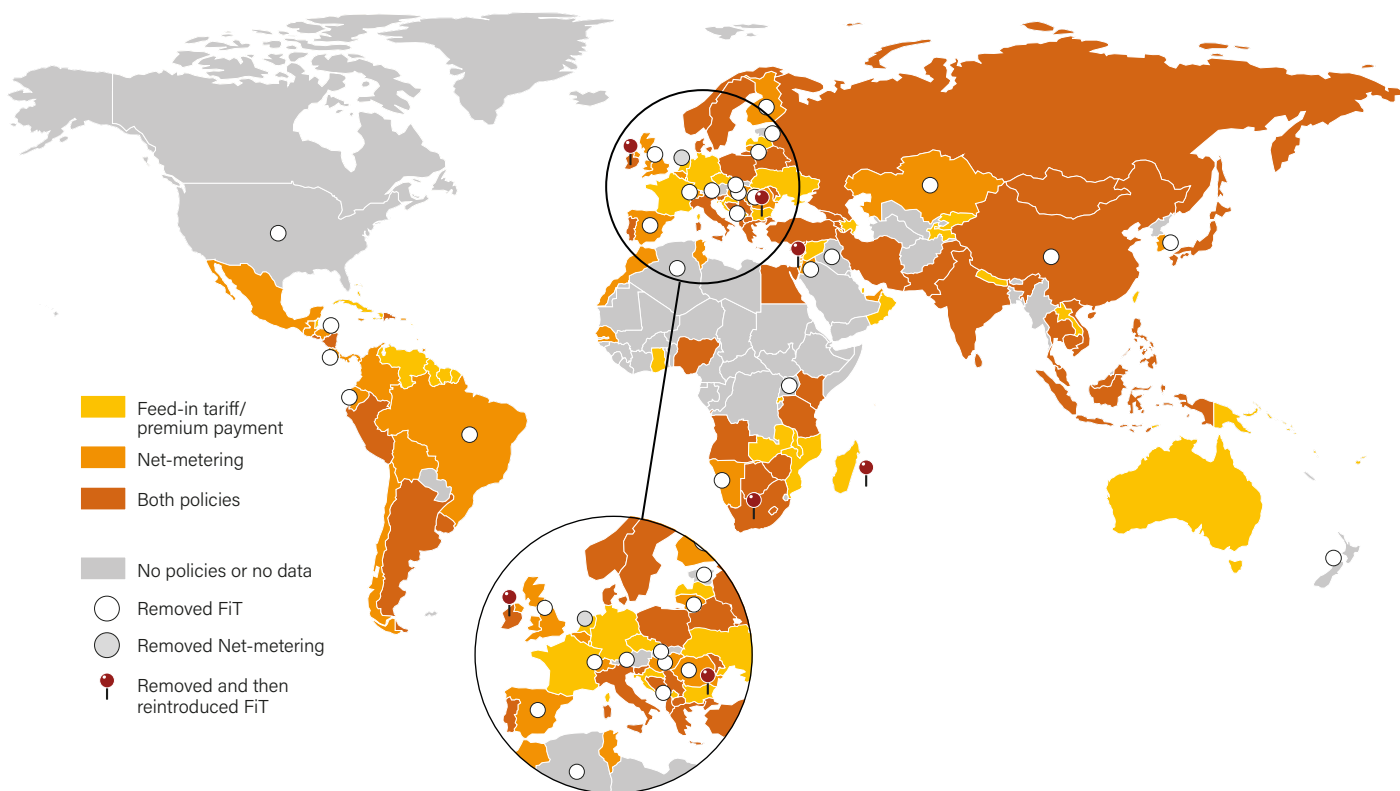 Feed-in tariff/
premium payment
Net-metering
Both policies
No policies or no data
Removed FiT
Removed Net-metering
Removed and then
reintroduced FiT